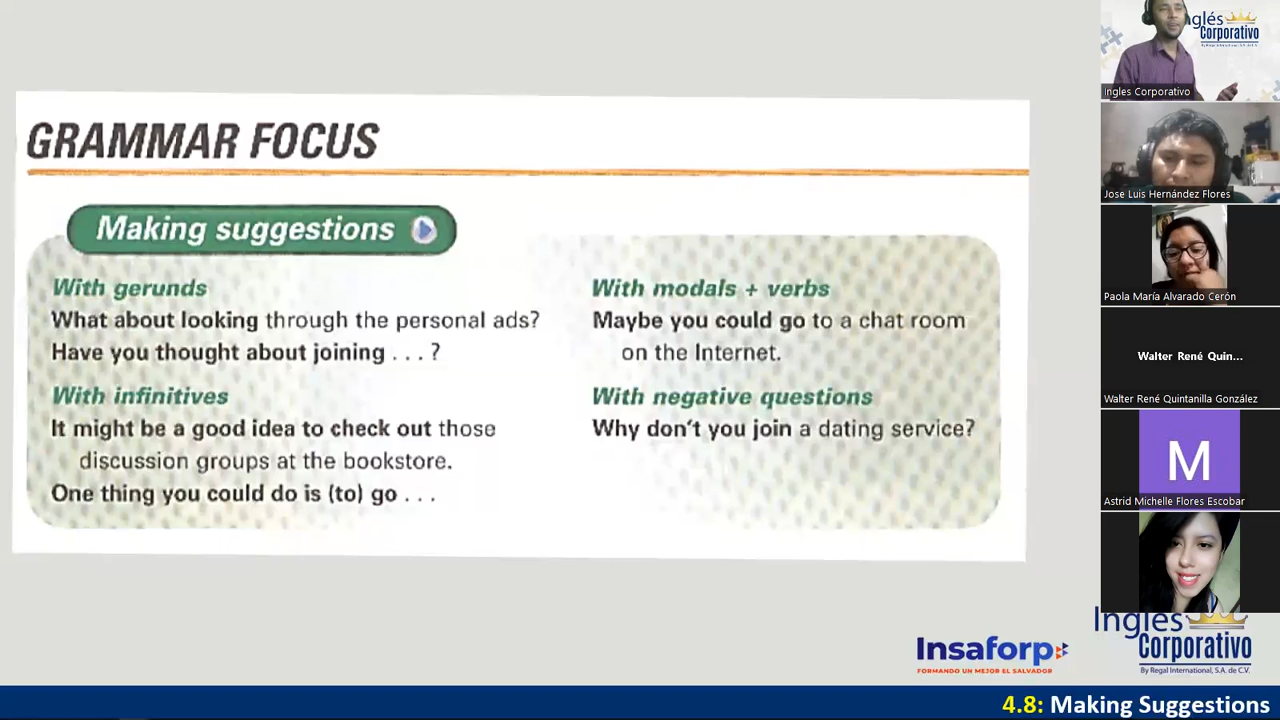 GRAMMAR FOCUS
Making suggestions
With gerunds
What about looking through the personal ads?
Have you thought about joining . . . ?
With infinitives
It might be a good idea to check out those
discussion groups at the bookstore.
One thing you could do is (to) go . . .
With modals + verbs
Maybe you could go to a chat room
on the Internet.
With negative questions
Why don't you join a dating service?
Inglés
Corporativo
By Regal International, S.A. de C.V.
Ingles Corporativo
Jose Luis Hernández Flores
Paola María Alvarado Cerón
Walter René Quin...
Walter René Quintanilla González
M
Astrid Michelle Flores Escobar
Insaforp
FORMANDO UN MEJOR EL SALVADOR
Inglés
Corporativo
By Regal International, S.A. de C.V.
4.8: Making Suggestions